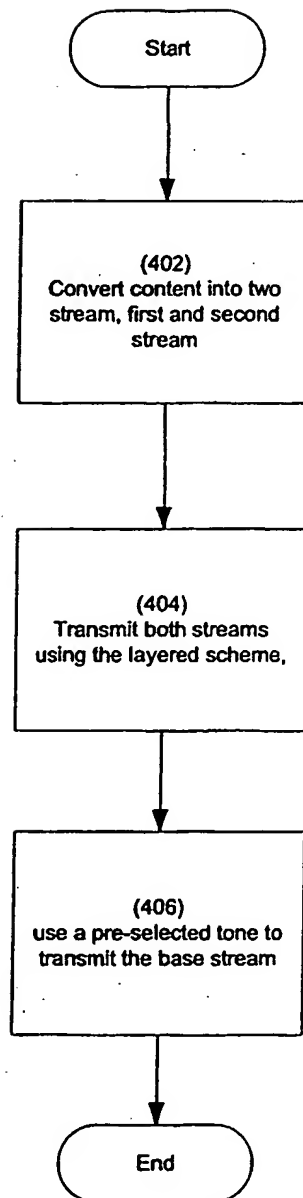 Start
(402)
Convert content into two
stream, first and second
stream
(404)
Transmit both streams
using the layered scheme,
(406)
use a pre-selected tone to
transmit the base stream
End